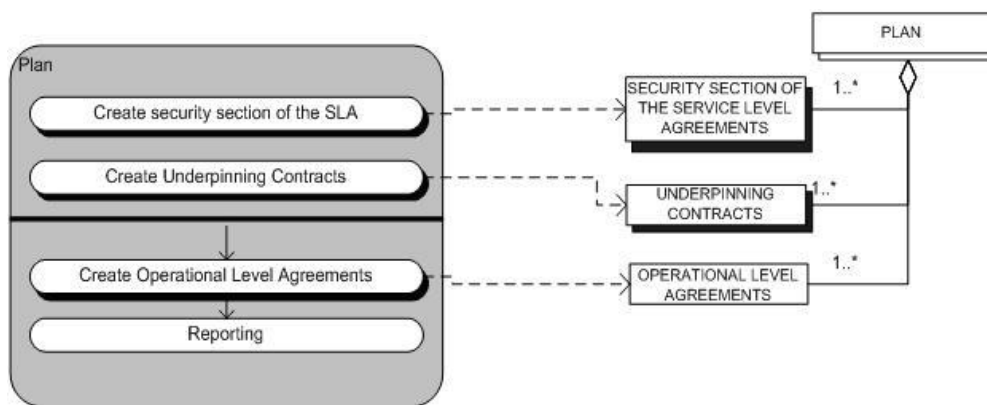 Plan
Create security section of the SLA
Create Underpinning Contracts
Create Operational Level Agreements
Reporting
PLAN
SECURITY SECTION OF
THE SERVICE LEVEL
AGREEMENTS
1..*
UNDERPINNING
CONTRACTS
1..*
OPERATIONAL LEVEL
AGREEMENTS
1..*